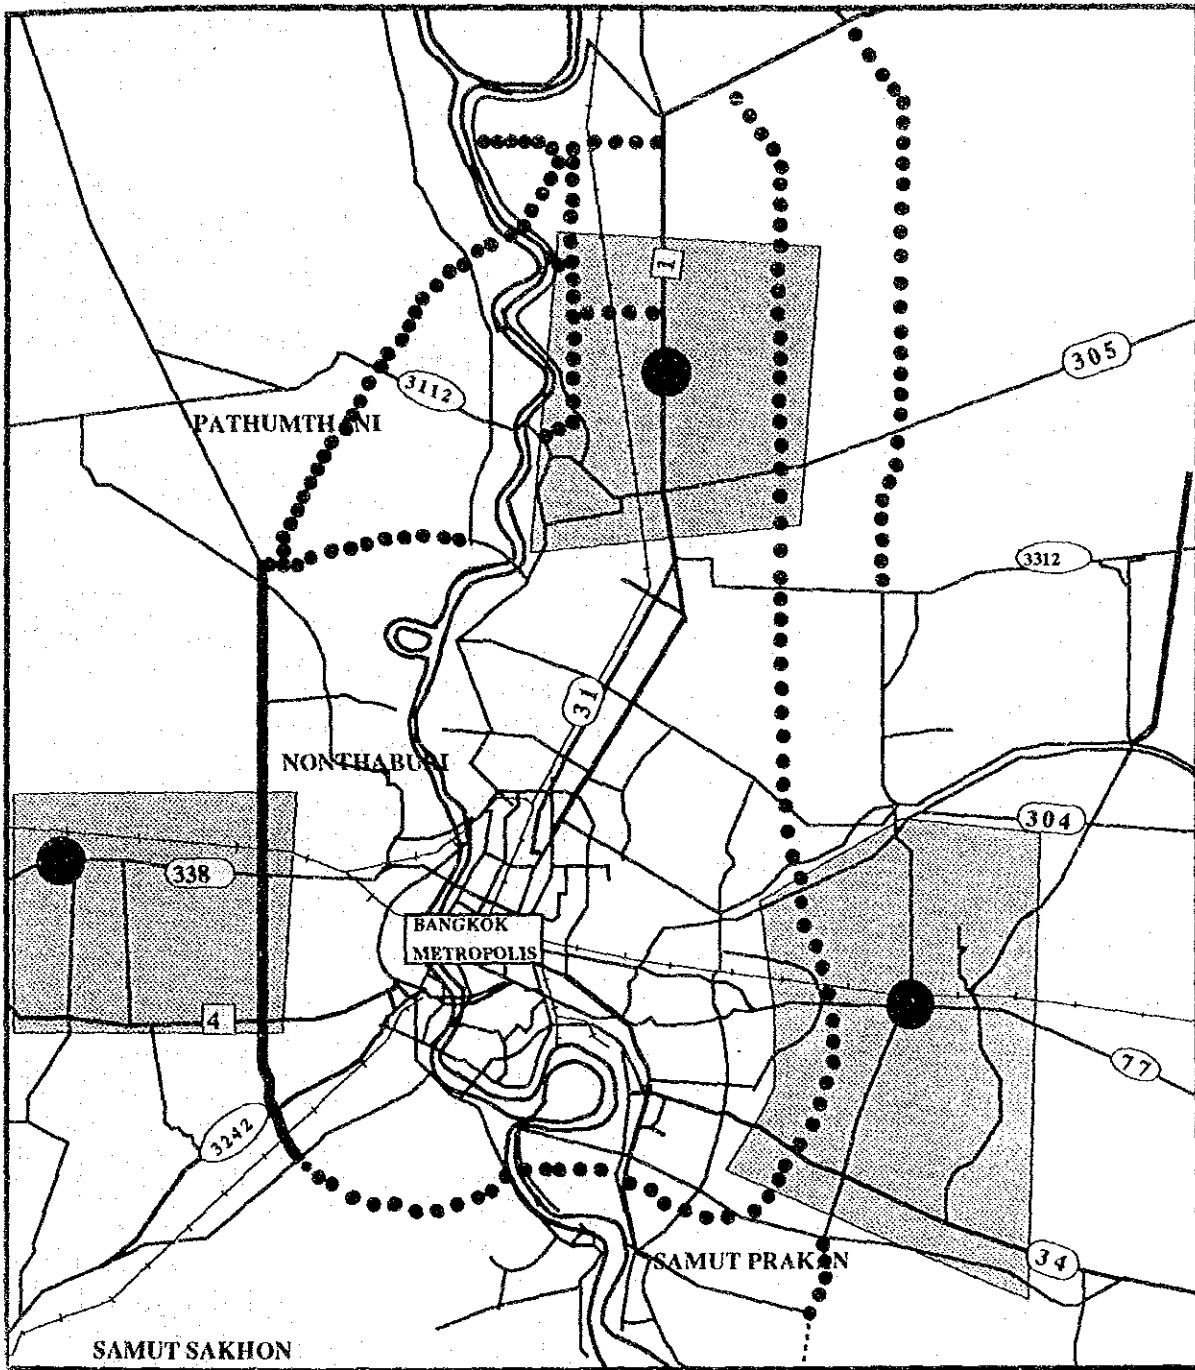 1
305
3112
PATHUMTHANI
3312
31
NONTHABURI
304
338
BANGKOK
METROPOLIS
4
77
3242
34
SAMUT PRAKAN
SAMUT SAKHON